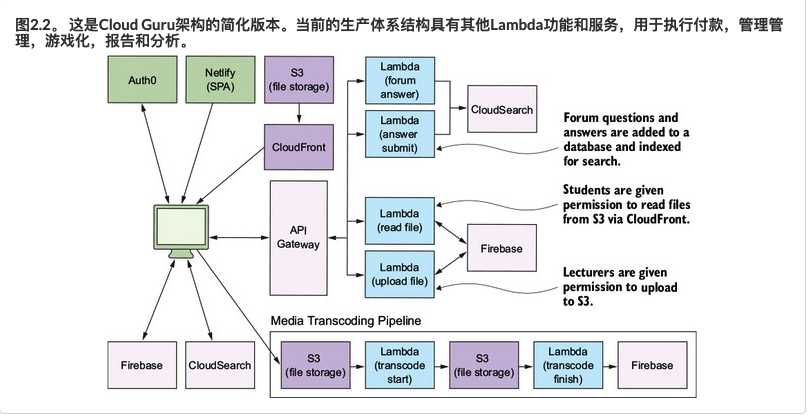 图2.2。 这是Cloud Guru架构的简化版本。当前的生产体系结构具有其他Lambda功能和服务，用于执行付款，管理管
理，游戏化，报告和分析。
Auth0
Netlify
(SPA)
S3
(file storage)
CloudFront
Lambda
(forum
answer)
Lambda
(answer
submit)
CloudSearch
Forum questions and
answers are added to a
database and indexed
for search.
API
Gateway
Lambda
(read file)
Lambda
(upload file)
Firebase
Students are given
permission to read files
from S3 via CloudFront.
Lecturers are given
permission to upload
to S3.
Firebase
CloudSearch
Media Transcoding Pipeline
S3
(file storage)
Lambda
(transcode
start)
S3
(file storage)
Lambda
(transcode
finish)
Firebase